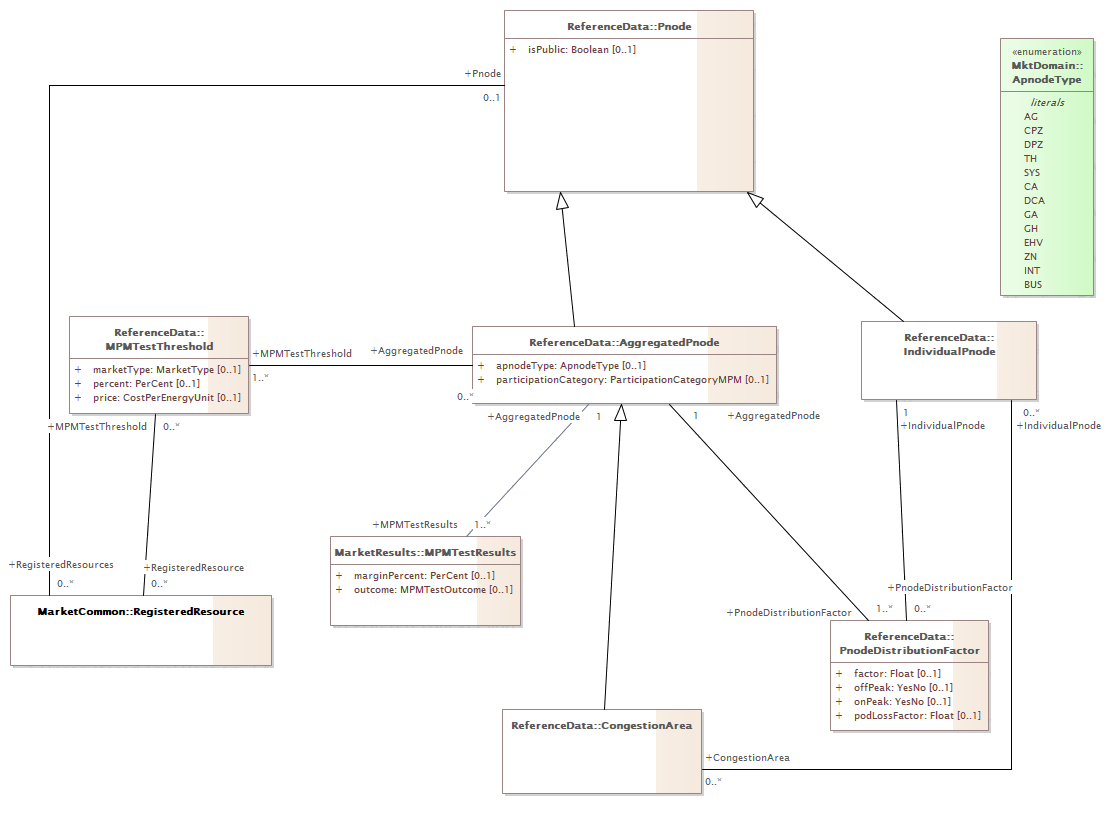 ReferenceData::Pnode
+ isPublic: Boolean [0..1]
+Pnode
0..1
«enumeration»
MktDomain::
ApnodeType
literals
AG
CPZ
DPZ
TH
SYS
CA
DCA
GA
GH
EHV
ZN
INT
BUS
ReferenceData::
MPMTestThreshold
+ marketType: MarketType [0..1]
+ percent: PerCent [0..1]
+ price: CostPerEnergyUnit [0..1]
+MPMTestThreshold
1..*
+AggregatedPnode
0..*
ReferenceData::AggregatedPnode
+ apnodeType: ApnodeType [0..1]
+ participationCategory: ParticipationCategoryMPM [0..1]
ReferenceData::
IndividualPnode
+MPMTestThreshold
0..*
+AggregatedPnode
1
1
+AggregatedPnode
1
+IndividualPnode
0..*
+IndividualPnode
+MPMTestResults
1..*
MarketResults::MPMTestResults
+ marginPercent: PerCent [0..1]
+ outcome: MPMTestOutcome [0..1]
+RegisteredResources
0..*
+RegisteredResource
0..*
MarketCommon::RegisteredResource
+PnodeDistributionFactor
0..*
+PnodeDistributionFactor
1..*
ReferenceData::
PnodeDistributionFactor
+ factor: Float [0..1]
+ offPeak: YesNo [0..1]
+ onPeak: YesNo [0..1]
+ podLossFactor: Float [0..1]
ReferenceData::CongestionArea
+CongestionArea
0..*